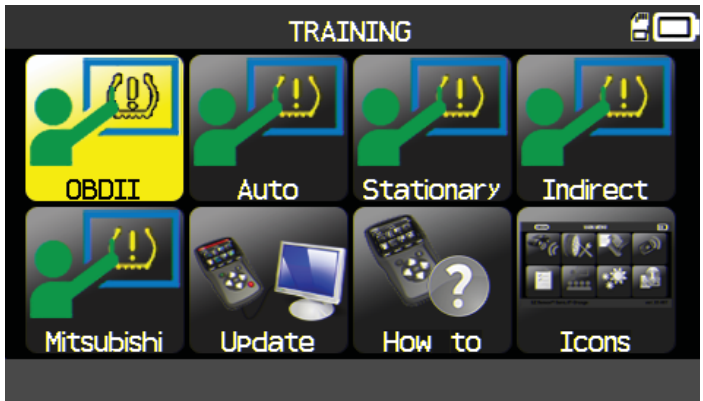 TRAINING
OBDII
Auto
Stationary
Indirect
Mitsubishi
Update
How to
Icons